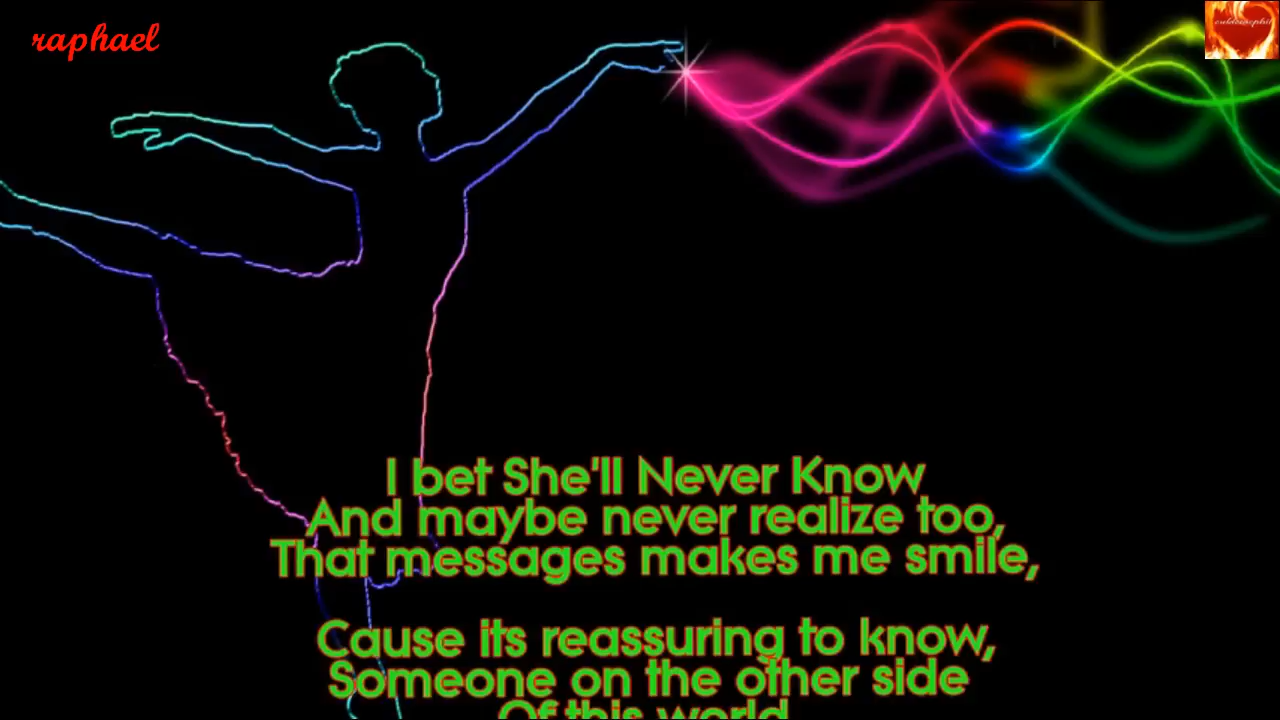 raphael
I bet She'll Never Know
And maybe never realize too,
That messages makes me smile,
Cause its reassuring to know,
Someone on the other side
Of this world